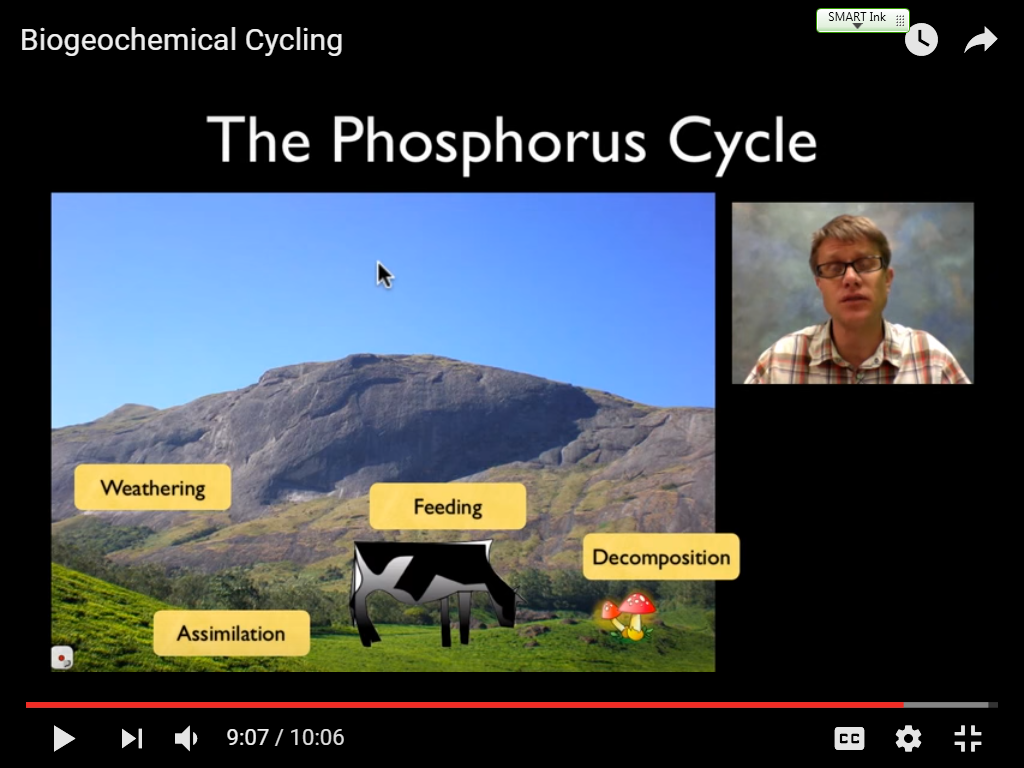 Biogeochemical Cycling
SMART Ink
The Phosphorus Cycle
Weathering
Feeding
Decomposition
Assimilation
9:07 / 10:06
CC